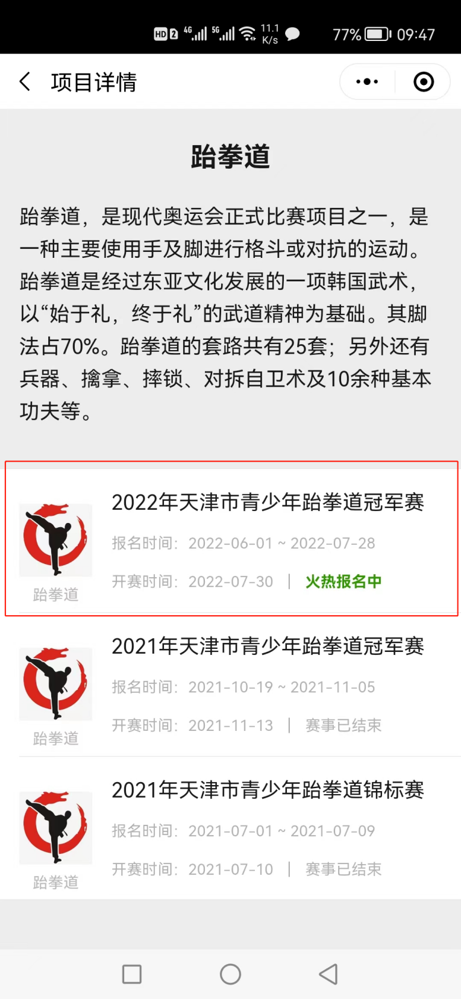 HD 2 4G 5G 11.1 K/s 77% 09:47
项目详情
跆拳道
跆拳道，是现代奥运会正式比赛项目之一，是
一种主要使用手及脚进行格斗或对抗的运动。
跆拳道是经过东亚文化发展的一项韩国武术，
以“始于礼，终于礼”的武道精神为基础。其脚
法占70%。跆拳道的套路共有25套；另外还有
兵器、擒拿、摔锁、对拆自卫术及10余种基本
功夫等。
2022年天津市青少年跆拳道冠军赛
报名时间：2022-06-01 ~ 2022-07-28
开赛时间：2022-07-30 | 火热报名中
跆拳道
2021年天津市青少年跆拳道冠军赛
报名时间：2021-10-19 ~ 2021-11-05
开赛时间：2021-11-13 | 赛事已结束
跆拳道
2021年天津市青少年跆拳道锦标赛
报名时间：2021-07-01 ~ 2021-07-09
开赛时间：2021-07-10 | 赛事已结束
跆拳道